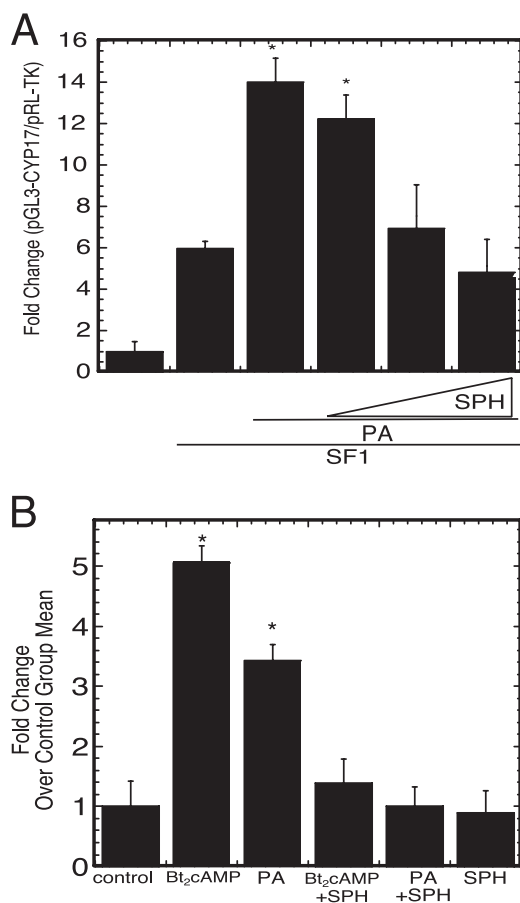 A
Fold Change (pGL3-CYP17/pRL-TK)
16
14
12
10
8
6
4
2
0
*
*
SPH
PA
SF1
B
Fold Change
Over Control Group Mean
5
4
3
2
1
0
*
*
control Bt₂cAMP PA Bt₂cAMP PA SPH
+SPH +SPH